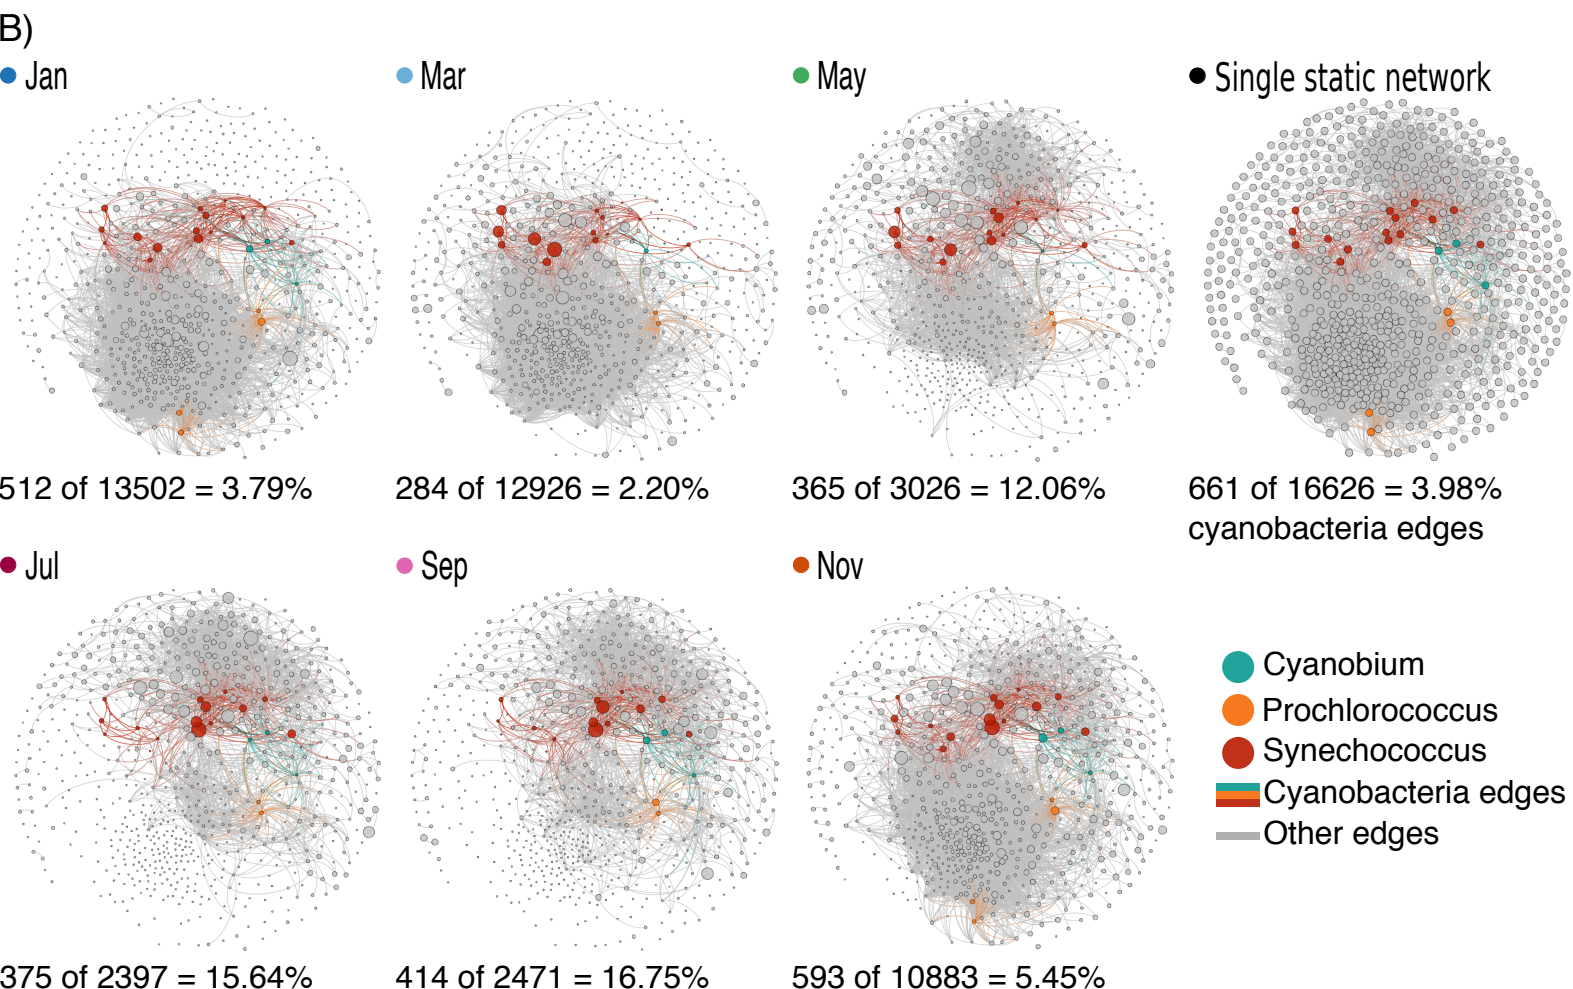 B)
Jan
Mar
May
Single static network
512 of 13502 = 3.79%
284 of 12926 = 2.20%
365 of 3026 = 12.06%
661 of 16626 = 3.98%
cyanobacteria edges
Jul
Sep
Nov
Cyanobium
Prochlorococcus
Synechococcus
Cyanobacteria edges
Other edges
375 of 2397 = 15.64%
414 of 2471 = 16.75%
593 of 10883 = 5.45%